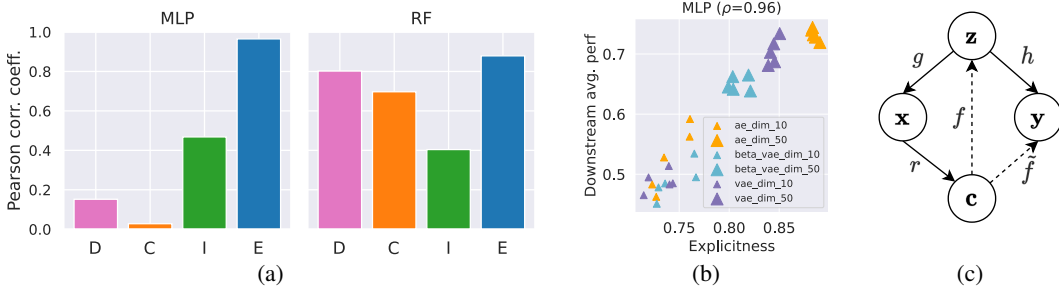 MLP
RF
Pearson corr. coeff.
1.0
0.8
0.6
0.4
0.2
0.0
D C I E
D C I E
(a)
MLP (ρ=0.96)
Downstream avg. perf
0.7
0.6
0.5
ae_dim_10
ae_dim_50
beta_vae_dim_10
beta_vae_dim_50
vae_dim_10
vae_dim_50
0.75 0.80 0.85
Explicitness
(b)
z
g h
x f y
r f̃
c
(c)